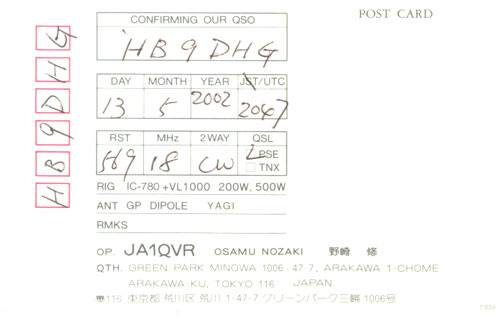 POST CARD
CONFIRMING OUR QSO
HB9DHG
HB9DHG
DAY MONTH YEAR JST/UTC
13 5 2002 2047
RST MHz 2WAY QSL
569 18 CW PSE
TNX
RIG IC-780 +VL1000 200W, 500W
ANT GP DIPOLE YAGI
RMKS
OP. JA1QVR OSAMU NOZAKI 野崎 修
QTH. GREEN PARK MINOWA 1006 - 47-7, ARAKAWA 1-CHOME
ARAKAWA KU, TOKYO 116 JAPAN
〠116 東京都 荒川区 荒川 1-47-7 グリーンパーク三輪 1006号